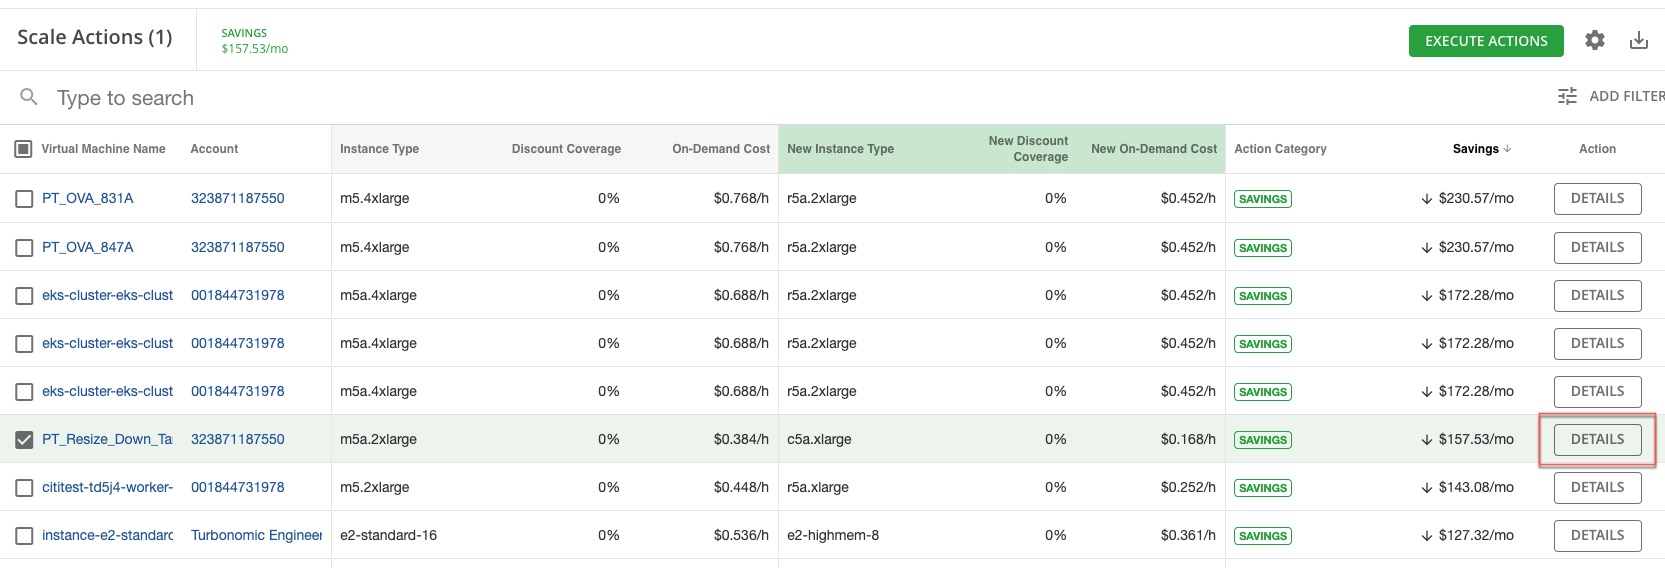 Scale Actions (1)
SAVINGS
$157.53/mo
EXECUTE ACTIONS
Type to search
ADD FILTER
Virtual Machine Name Account Instance Type Discount Coverage On-Demand Cost New Instance Type New Discount Coverage New On-Demand Cost Action Category Savings ↓ Action
PT_OVA_831A 323871187550 m5.4xlarge 0% $0.768/h r5a.2xlarge 0% $0.452/h SAVINGS ↓ $230.57/mo DETAILS
PT_OVA_847A 323871187550 m5.4xlarge 0% $0.768/h r5a.2xlarge 0% $0.452/h SAVINGS ↓ $230.57/mo DETAILS
eks-cluster-eks-clust 001844731978 m5a.4xlarge 0% $0.688/h r5a.2xlarge 0% $0.452/h SAVINGS ↓ $172.28/mo DETAILS
eks-cluster-eks-clust 001844731978 m5a.4xlarge 0% $0.688/h r5a.2xlarge 0% $0.452/h SAVINGS ↓ $172.28/mo DETAILS
eks-cluster-eks-clust 001844731978 m5a.4xlarge 0% $0.688/h r5a.2xlarge 0% $0.452/h SAVINGS ↓ $172.28/mo DETAILS
PT_Resize_Down_Ta 323871187550 m5a.2xlarge 0% $0.384/h c5a.xlarge 0% $0.168/h SAVINGS ↓ $157.53/mo DETAILS
cititest-td5j4-worker- 001844731978 m5.2xlarge 0% $0.448/h r5a.xlarge 0% $0.252/h SAVINGS ↓ $143.08/mo DETAILS
instance-e2-standard Turbonomic Engineer e2-standard-16 0% $0.536/h e2-highmem-8 0% $0.361/h SAVINGS ↓ $127.32/mo DETAILS